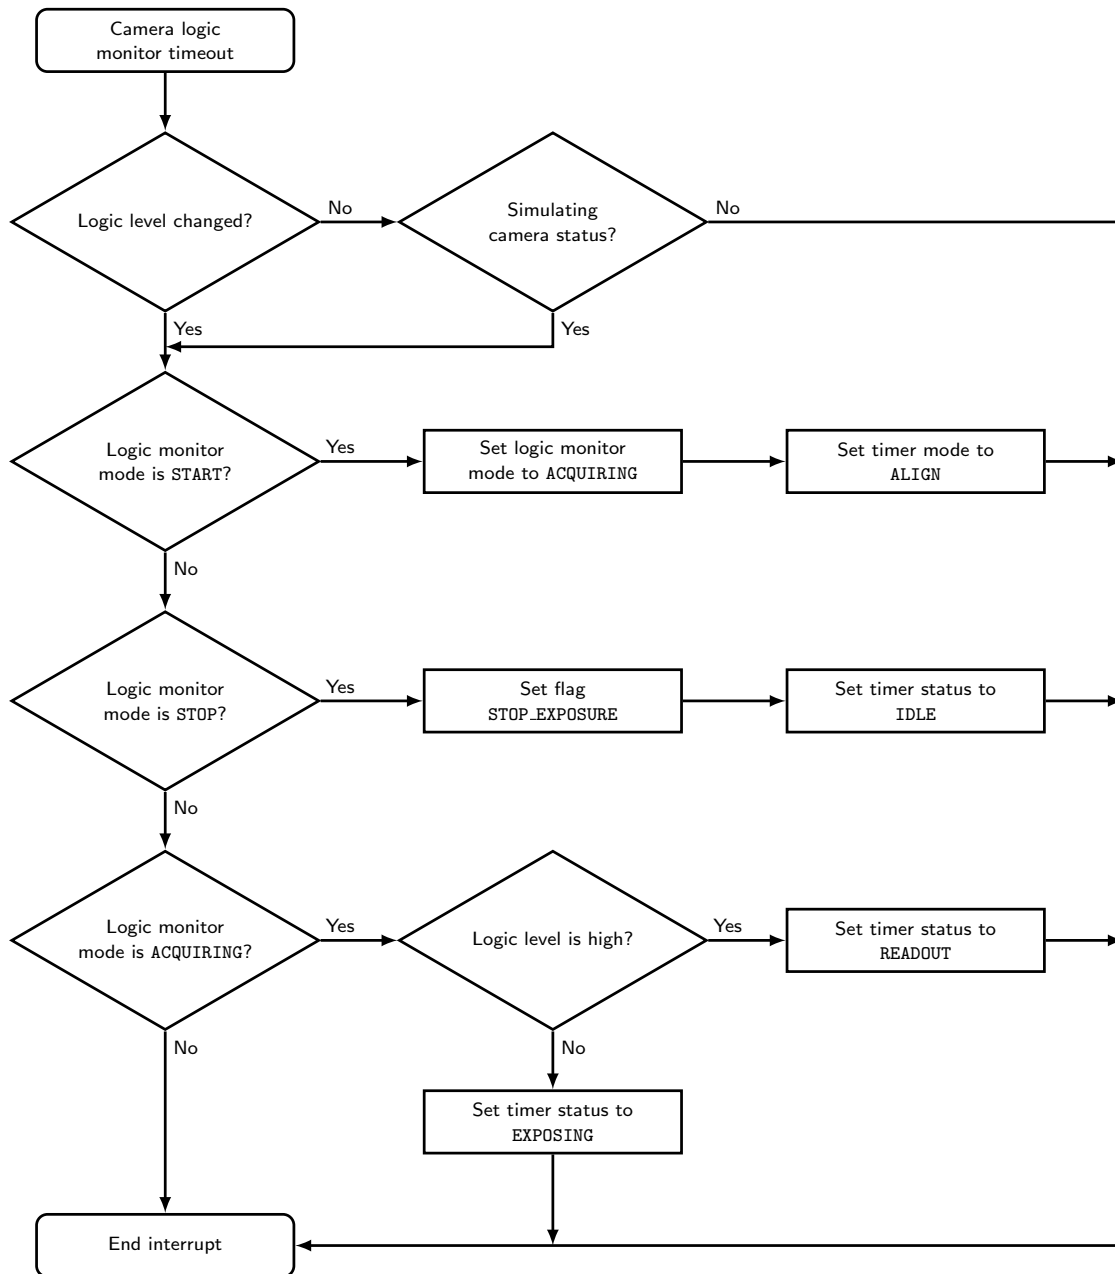 Camera logic
monitor timeout
Logic level changed?
No
Simulating
camera status?
No
Yes
Yes
Logic monitor
mode is START?
Yes
Set logic monitor
mode to ACQUIRING
Set timer mode to
ALIGN
No
Logic monitor
mode is STOP?
Yes
Set flag
STOP_EXPOSURE
Set timer status to
IDLE
No
Logic monitor
mode is ACQUIRING?
Yes
Logic level is high?
Yes
Set timer status to
READOUT
No
No
Set timer status to
EXPOSING
End interrupt